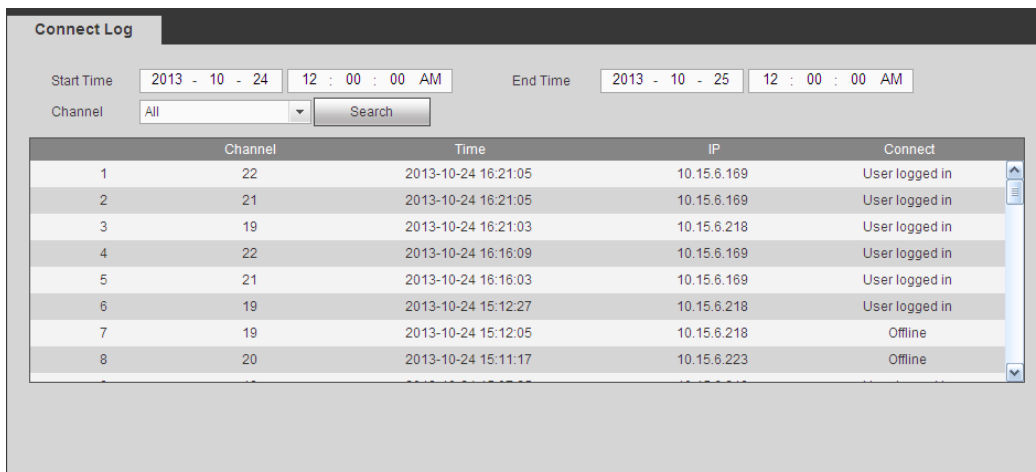 Connect Log
Start Time 2013 - 10 - 24 12 : 00 : 00 AM End Time 2013 - 10 - 25 12 : 00 : 00 AM
Channel All Search
Channel Time IP Connect
1 22 2013-10-24 16:21:05 10.15.6.169 User logged in
2 21 2013-10-24 16:21:05 10.15.6.169 User logged in
3 19 2013-10-24 16:21:03 10.15.6.218 User logged in
4 22 2013-10-24 16:16:09 10.15.6.169 User logged in
5 21 2013-10-24 16:16:03 10.15.6.169 User logged in
6 19 2013-10-24 15:12:27 10.15.6.218 User logged in
7 19 2013-10-24 15:12:05 10.15.6.218 Offline
8 20 2013-10-24 15:11:17 10.15.6.223 Offline